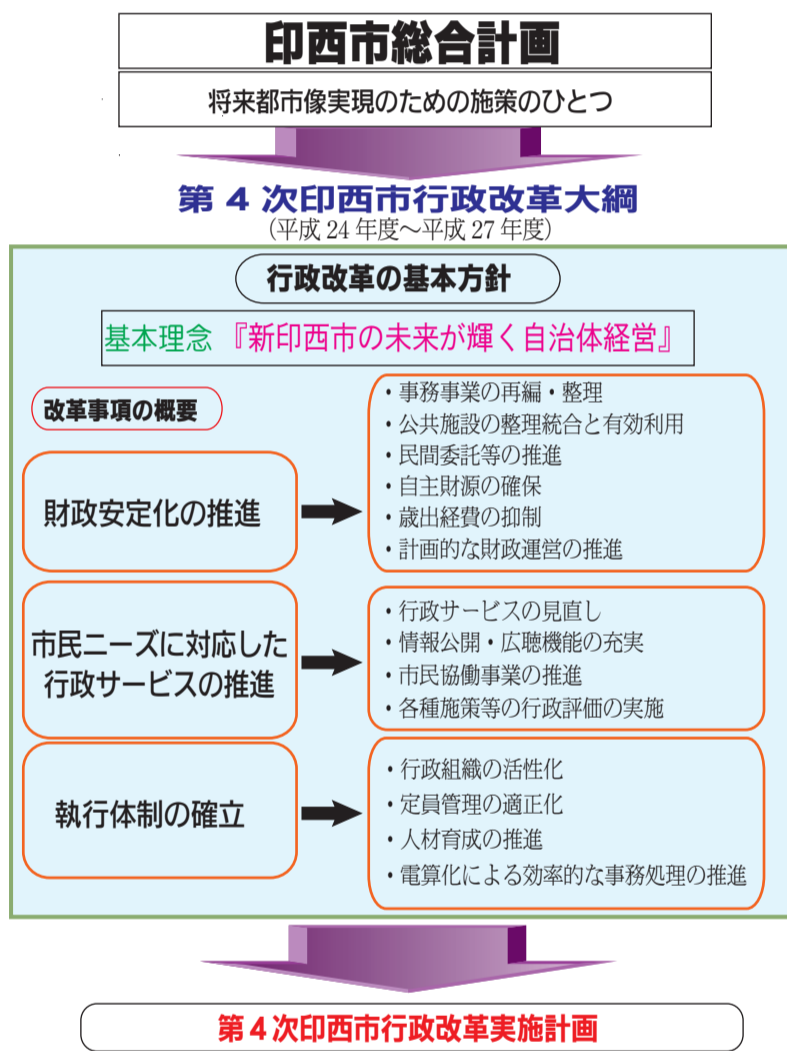 印西市総合計画
将来都市像実現のための施策のひとつ
第4次印西市行政改革大綱
(平成24年度～平成27年度)
行政改革の基本方針
基本理念 『新印西市の未来が輝く自治体経営』
改革事項の概要
財政安定化の推進
・事務事業の再編・整理
・公共施設の整理統合と有効利用
・民間委託等の推進
・自主財源の確保
・歳出経費の抑制
・計画的な財政運営の推進
市民ニーズに対応した
行政サービスの推進
・行政サービスの見直し
・情報公開・広聴機能の充実
・市民協働事業の推進
・各種施策等の行政評価の実施
執行体制の確立
・行政組織の活性化
・定員管理の適正化
・人材育成の推進
・電算化による効率的な事務処理の推進
第4次印西市行政改革実施計画